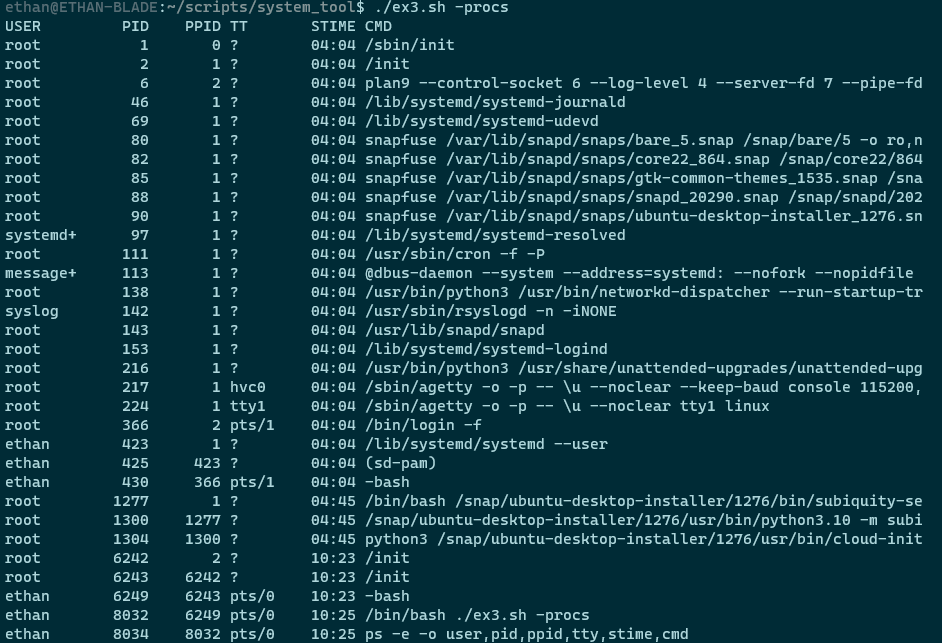 ethan@ETHAN-BLADE:~/scripts/system_tool$ ./ex3.sh -procs
USER         PID    PPID TT       STIME CMD
root           1       0 ?        04:04 /sbin/init
root           2       1 ?        04:04 /init
root           6       2 ?        04:04 plan9 --control-socket 6 --log-level 4 --server-fd 7 --pipe-fd
root          46       1 ?        04:04 /lib/systemd/systemd-journald
root          69       1 ?        04:04 /lib/systemd/systemd-udevd
root          80       1 ?        04:04 snapfuse /var/lib/snapd/snaps/bare_5.snap /snap/bare/5 -o ro,n
root          82       1 ?        04:04 snapfuse /var/lib/snapd/snaps/core22_864.snap /snap/core22/864
root          85       1 ?        04:04 snapfuse /var/lib/snapd/snaps/gtk-common-themes_1535.snap /sna
root          88       1 ?        04:04 snapfuse /var/lib/snapd/snaps/snapd_20290.snap /snap/snapd/202
root          90       1 ?        04:04 snapfuse /var/lib/snapd/snaps/ubuntu-desktop-installer_1276.sn
systemd+      97       1 ?        04:04 /lib/systemd/systemd-resolved
root         111       1 ?        04:04 /usr/sbin/cron -f -P
message+     113       1 ?        04:04 @dbus-daemon --system --address=systemd: --nofork --nopidfile
root         138       1 ?        04:04 /usr/bin/python3 /usr/bin/networkd-dispatcher --run-startup-tr
syslog       142       1 ?        04:04 /usr/sbin/rsyslogd -n -iNONE
root         143       1 ?        04:04 /usr/lib/snapd/snapd
root         153       1 ?        04:04 /lib/systemd/systemd-logind
root         216       1 ?        04:04 /usr/bin/python3 /usr/share/unattended-upgrades/unattended-upg
root         217       1 hvc0     04:04 /sbin/agetty -o -p -- \u --noclear --keep-baud console 115200,
root         224       1 tty1     04:04 /sbin/agetty -o -p -- \u --noclear tty1 linux
root         366       2 pts/1    04:04 /bin/login -f
ethan        423       1 ?        04:04 /lib/systemd/systemd --user
ethan        425     423 ?        04:04 (sd-pam)
ethan        430     366 pts/1    04:04 -bash
root        1277       1 ?        04:45 /bin/bash /snap/ubuntu-desktop-installer/1276/bin/subiquity-se
root        1300    1277 ?        04:45 /snap/ubuntu-desktop-installer/1276/usr/bin/python3.10 -m subi
root        1304    1300 ?        04:45 python3 /snap/ubuntu-desktop-installer/1276/usr/bin/cloud-init
root        6242       2 ?        10:23 /init
root        6243    6242 ?        10:23 /init
ethan       6249    6243 pts/0    10:23 -bash
ethan       8032    6249 pts/0    10:25 /bin/bash ./ex3.sh -procs
ethan       8034    8032 pts/0    10:25 ps -e -o user,pid,ppid,tty,stime,cmd